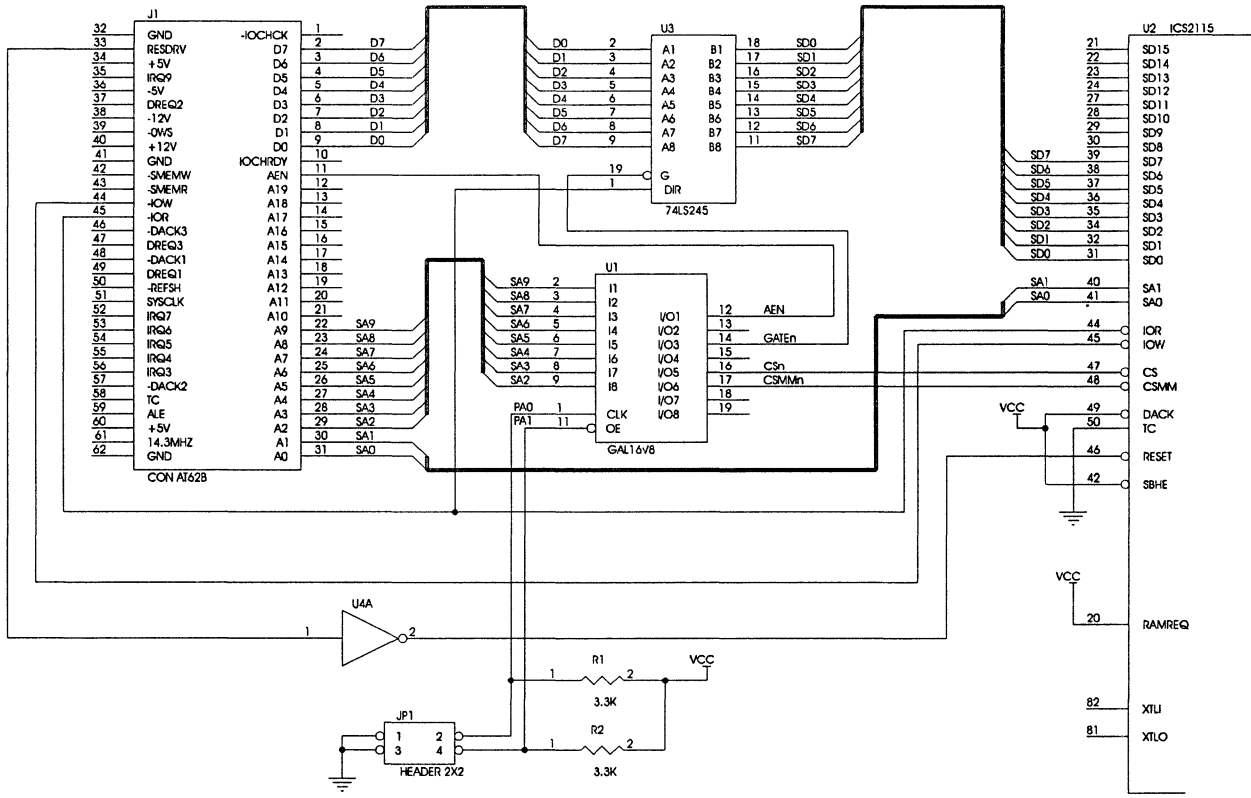 J1
32 GND -IOCHCK 1
33 RESDRV D7 2 D7
34 +5V D6 3 D6
35 IRQ9 D5 4 D5
36 -5V D4 5 D4
37 DREQ2 D3 6 D3
38 -12V D2 7 D2
39 -0WS D1 8 D1
40 +12V D0 9 D0
41 GND IOCHRDY 10
42 -SMEMW AEN 11
43 -SMEMR A19 12
44 -IOW A18 13
45 -IOR A17 14
46 -DACK3 A16 15
47 DREQ3 A15 16
48 -DACK1 A14 17
49 DREQ1 A13 18
50 -REFSH A12 19
51 SYSCLK A11 20
52 IRQ7 A10 21
53 IRQ6 A9 22 SA9
54 IRQ5 A8 23 SA8
55 IRQ4 A7 24 SA7
56 IRQ3 A6 25 SA6
57 -DACK2 A5 26 SA5
58 TC A4 27 SA4
59 ALE A3 28 SA3
60 +5V A2 29 SA2
61 14.3MHZ A1 30 SA1
62 GND A0 31 SA0
CON AT62B
U3
D0 2 A1 B1 18 SD0
D1 3 A2 B2 17 SD1
D2 4 A3 B3 16 SD2
D3 5 A4 B4 15 SD3
D4 6 A5 B5 14 SD4
D5 7 A6 B6 13 SD5
D6 8 A7 B7 12 SD6
D7 9 A8 B8 11 SD7
19 G
1 DIR
74LS245
U1
SA9 2 I1
SA8 3 I2
SA7 4 I3 I/O1 12 AEN
SA6 5 I4 I/O2 13
SA5 6 I5 I/O3 14 GATEn
SA4 7 I6 I/O4 15
SA3 8 I7 I/O5 16 CSn
SA2 9 I8 I/O6 17 CSMMn
I/O7 18
PA0 1 CLK I/O8 19
PA1 11 OE
GAL16V8
U2 ICS2115
21 SD15
22 SD14
23 SD13
24 SD12
27 SD11
28 SD10
29 SD9
30 SD8
SD7 39 SD7
SD6 38 SD6
SD5 37 SD5
SD4 36 SD4
SD3 35 SD3
SD2 34 SD2
SD1 32 SD1
SD0 31 SD0
SA1 40 SA1
SA0 41 SA0
44 IOR
45 IOW
47 CS
48 CSMM
VCC 49 DACK
50 TC
46 RESET
42 SBHE
VCC
20 RAMREQ
82 XTLI
81 XTLO
U4A
1 2
R1
1 2 VCC
3.3K
R2
1 2
3.3K
JP1
1 2
3 4
HEADER 2X2